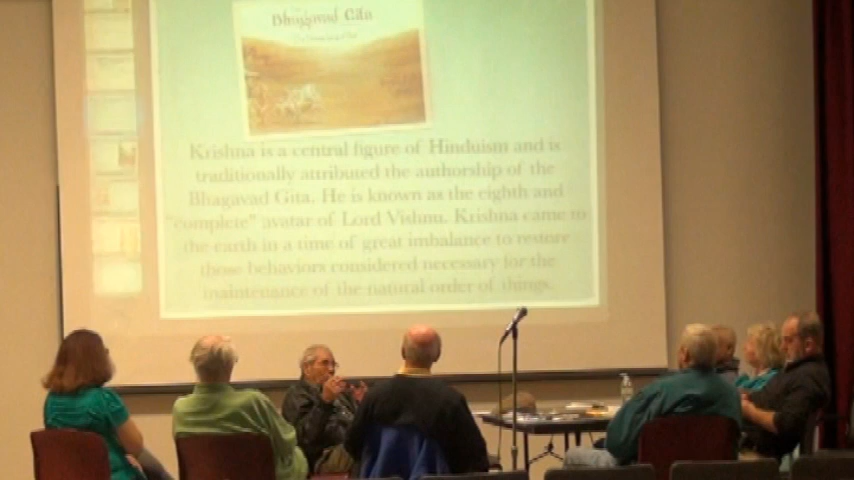 Bhagavad Gita
Krishna is a central figure of Hinduism and is
traditionally attributed the authorship of the
Bhagavad Gita. He is known as the eighth and
"complete" avatar of Lord Vishnu. Krishna came to
the earth in a time of great imbalance to restore
those behaviors considered necessary for the
maintenance of the natural order of things.